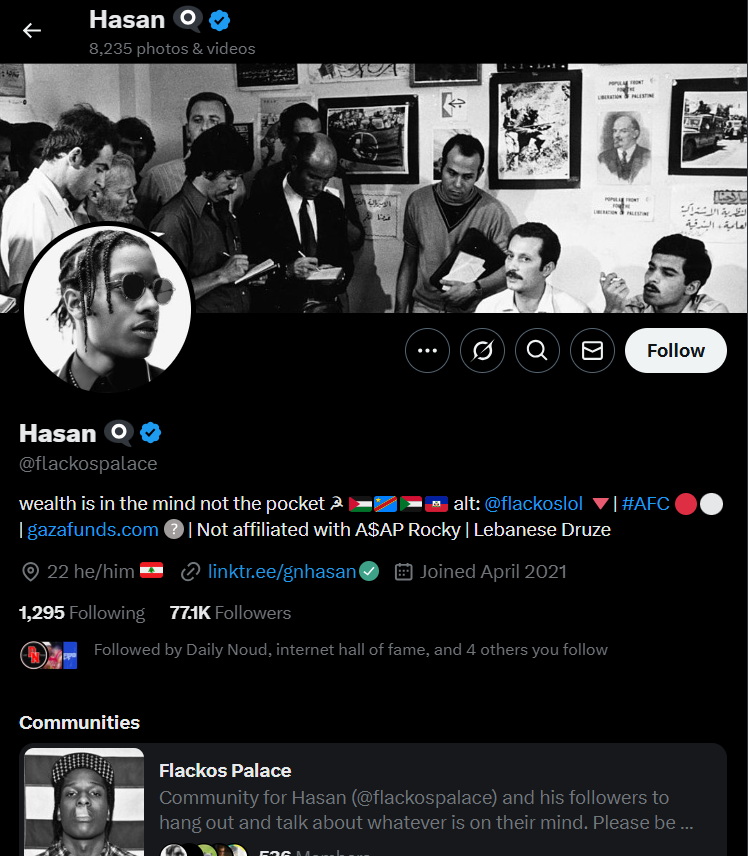 Hasan
8,235 photos & videos
POPULAR FRONT
FOR THE
LIBERATION OF PALESTINE
POPULAR FRONT
FOR THE
LIBERATION OF PALESTINE
Follow
Hasan
@flackospalace
wealth is in the mind not the pocket ☭ 🇵🇸🇨🇩🇸🇩🇭🇹 alt: @flackoslol 🔻| #AFC 🔴⚪
| gazafunds.com ? | Not affiliated with A$AP Rocky | Lebanese Druze
22 he/him 🇱🇧 linktr.ee/gnhasan Joined April 2021
1,295 Following 77.1K Followers
Followed by Daily Noud, internet hall of fame, and 4 others you follow
Communities
Flackos Palace
Community for Hasan (@flackospalace) and his followers to
hang out and talk about whatever is on their mind. Please be ...